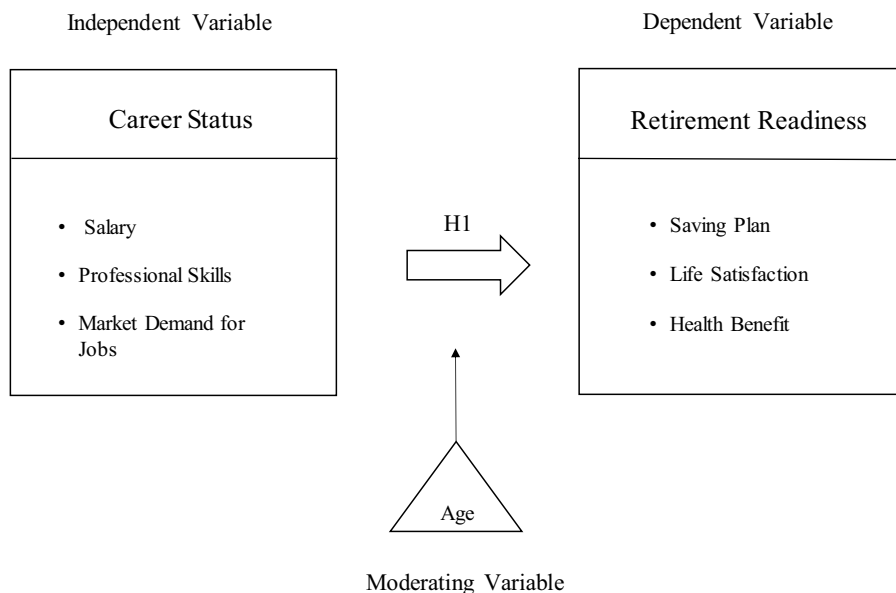 Independent Variable
Dependent Variable
Career Status
Retirement Readiness
• Salary
• Professional Skills
• Market Demand for
Jobs
H1
• Saving Plan
• Life Satisfaction
• Health Benefit
Age
Moderating Variable